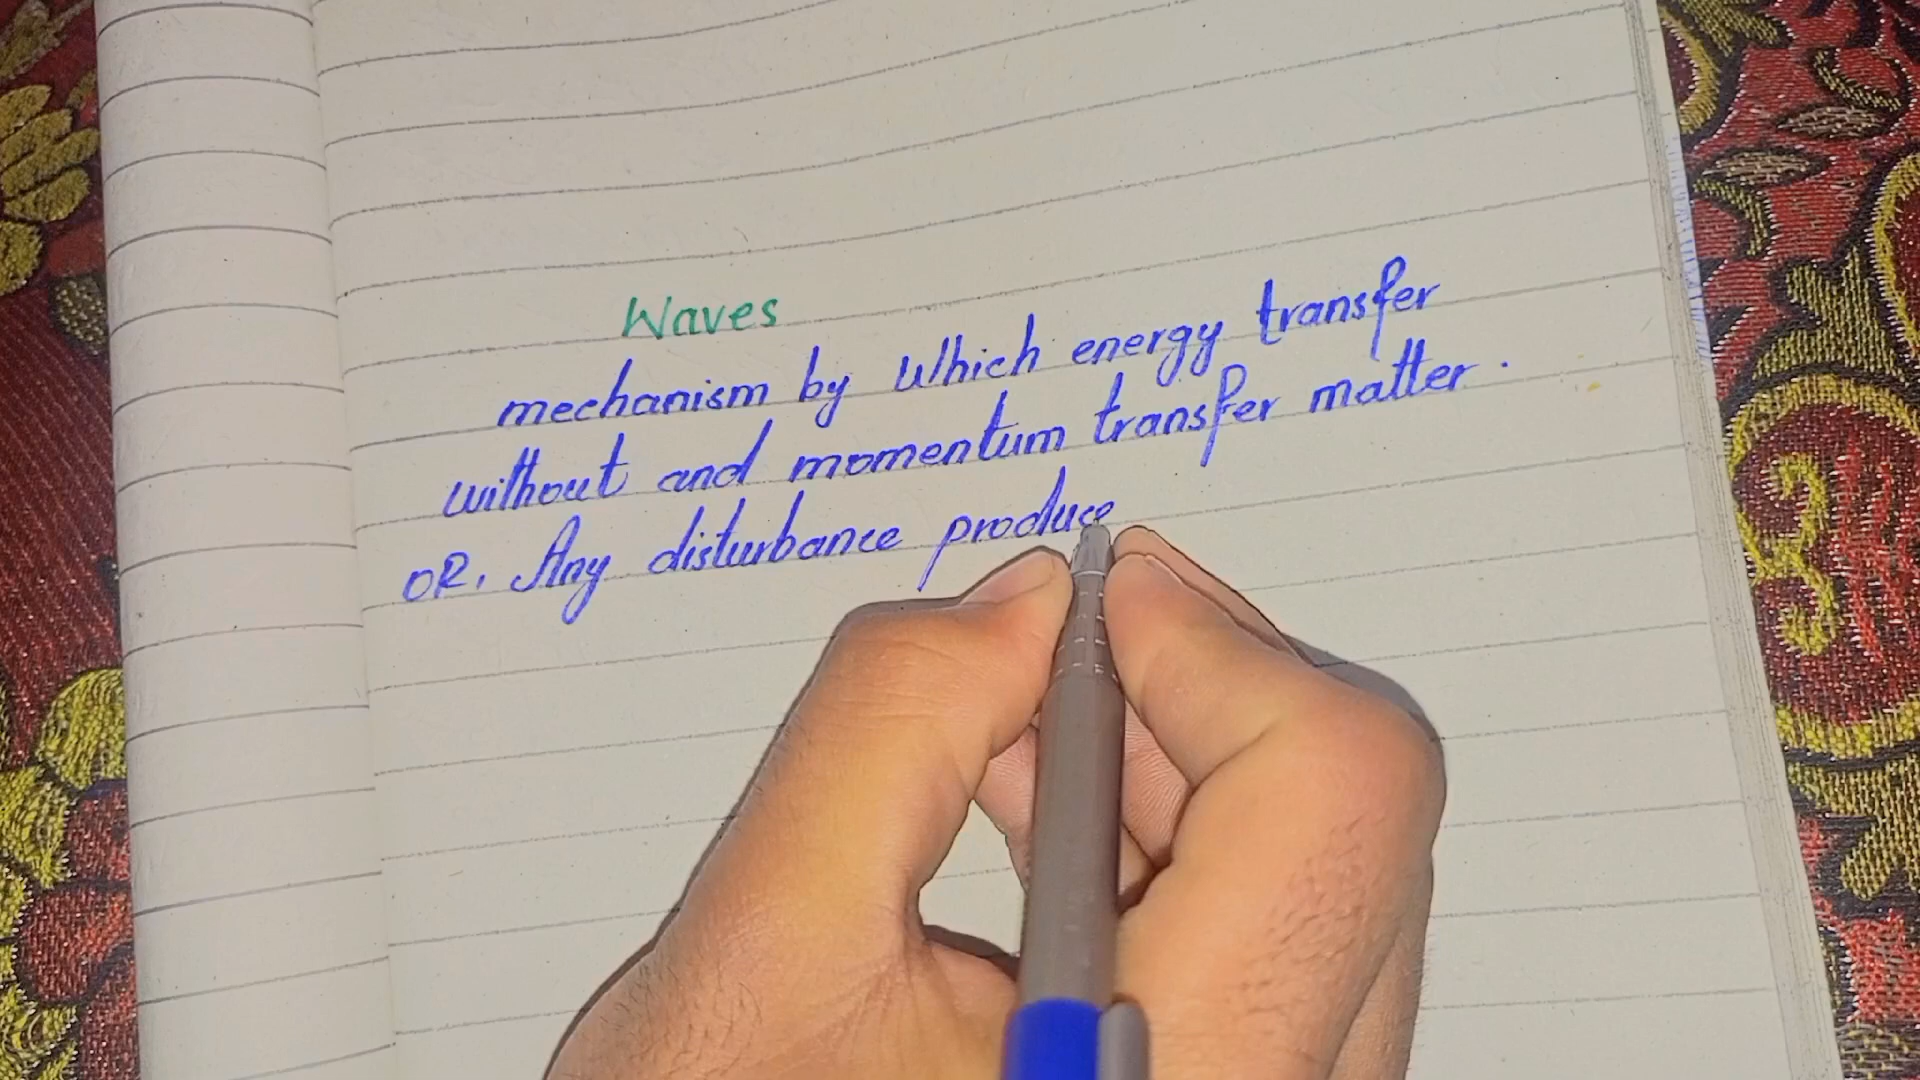 Waves
mechanism by which energy transfer
without and momentum transfer matter.
OR. Any disturbance produce